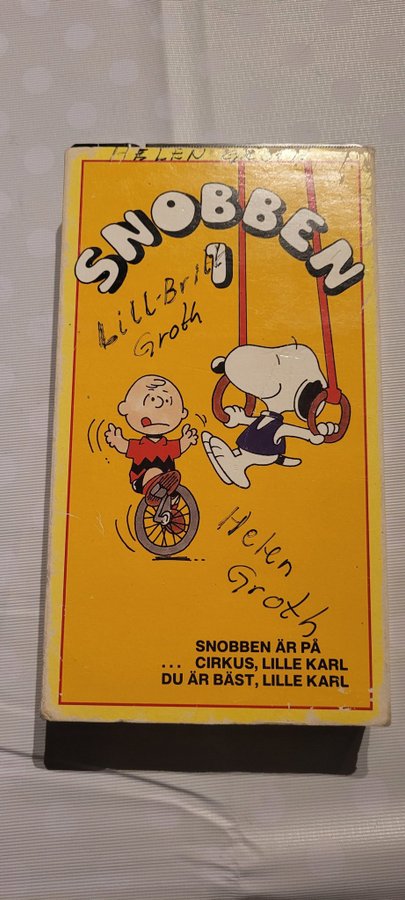 HELEN GROTH
SNOBBEN
1
Lill-Britt
Groth
Helen
Groth
SNOBBEN ÄR PÅ
... CIRKUS, LILLE KARL
DU ÄR BÄST, LILLE KARL